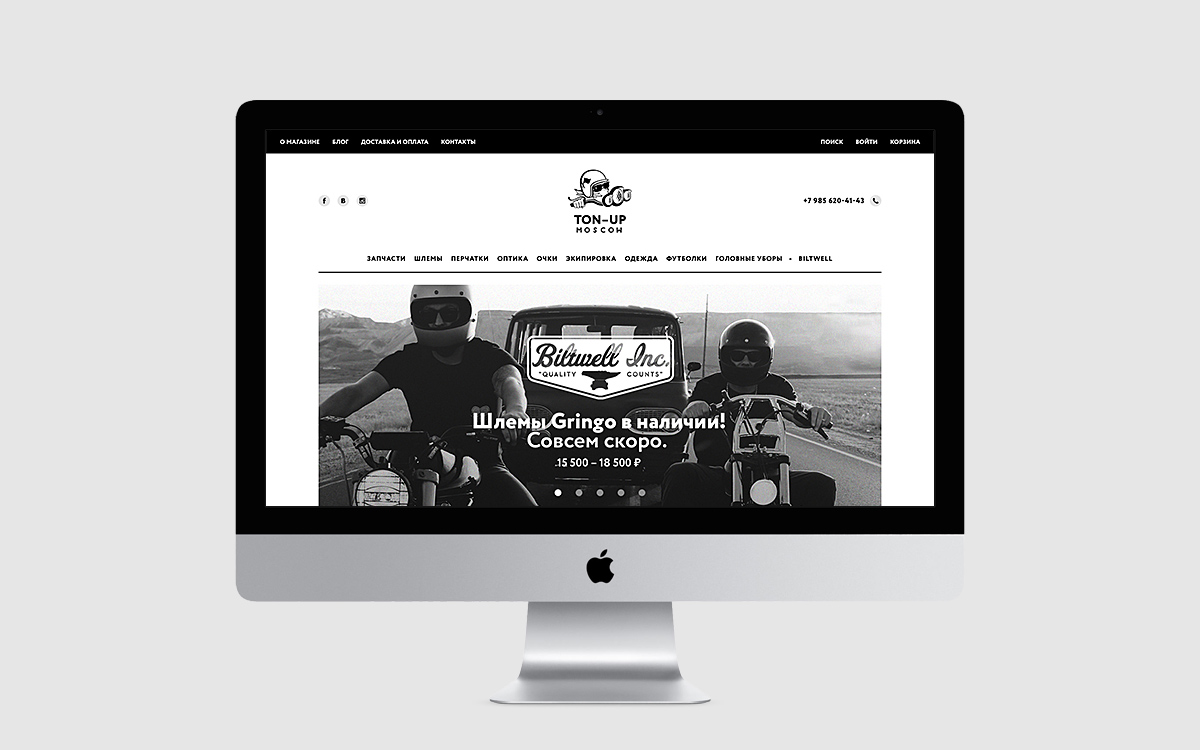 О МАГАЗИНЕ БЛОГ ДОСТАВКА И ОПЛАТА КОНТАКТЫ ПОИСК ВОЙТИ КОРЗИНА
TON-UP
MOSCOW
+7 985 620-41-43
ЗАПЧАСТИ ШЛЕМЫ ПЕРЧАТКИ ОПТИКА ОЧКИ ЭКИПИРОВКА ОДЕЖДА ФУТБОЛКИ ГОЛОВНЫЕ УБОРЫ • BILTWELL
Biltwell Inc.
"QUALITY COUNTS"
Шлемы Gringo в наличии!
Совсем скоро.
15 500 – 18 500 ₽